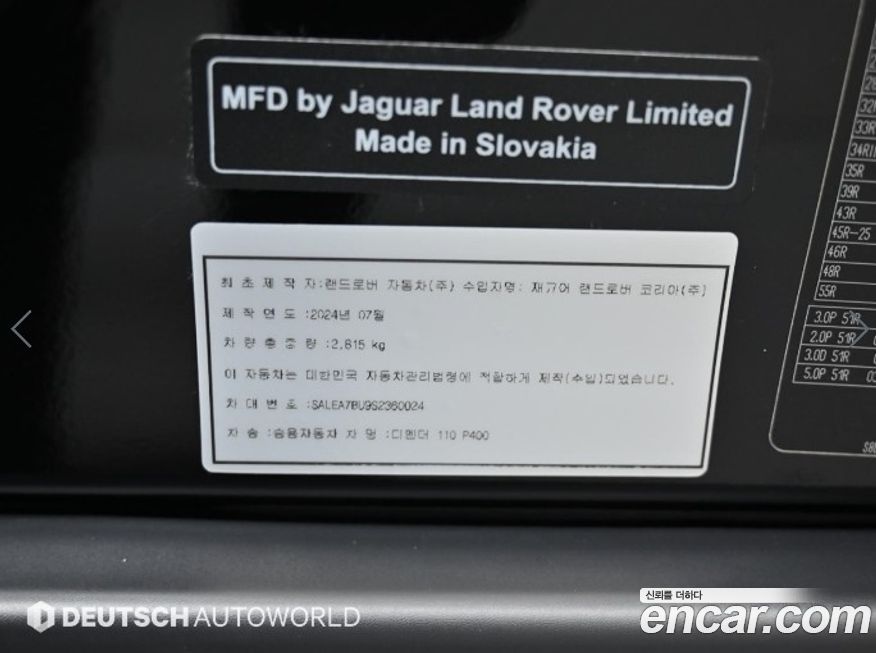 MFD by Jaguar Land Rover Limited
Made in Slovakia
최 초 제 작 자:랜드로버 자동차(주) 수입자명: 재규어 랜드로버 코리아(주)
제 작 연 도 :2024년 07월
차 량 총 중 량 :2,815 kg
이 자동차는 대한민국 자동차관리법령에 적합하게 제작(수입)되었습니다.
차 대 번 호 :SALEA7BU9S2360024
차 종 :승용자동차 차 명 :디펜더 110 P400
32R
33R
34R
35R
39R
43R
45R-25
46R
48R
55R
3.0P 51R
2.0P 51R
3.0D 51R
5.0P 51R
DEUTSCH AUTOWORLD
신뢰를 더하다
encar.com